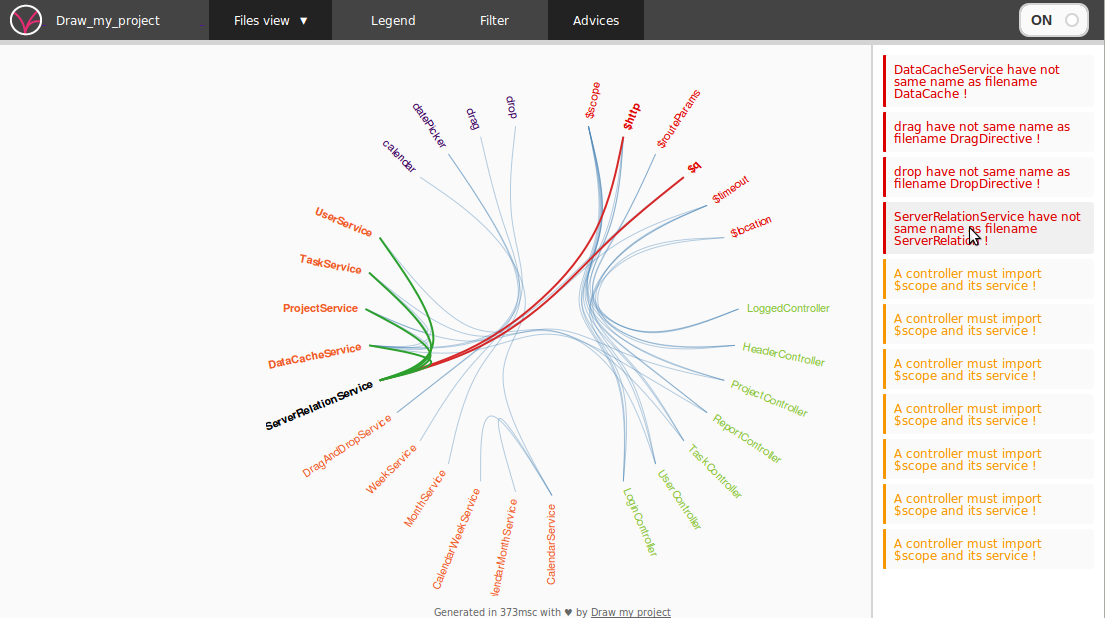 Draw_my_project
Files view ▼
Legend
Filter
Advices
ON
calendar
datePicker
drag
drop
$scope
$http
$routeParams
$q
$timeout
$location
UserService
TaskService
ProjectService
DataCacheService
ServerRelationService
DragAndDropService
WeekService
MonthService
CalendarWeekService
lendarMonthService
CalendarService
LoggedController
HeaderController
ProjectController
ReportController
TaskController
UserController
LoginController
DataCacheService have not
same name as filename
DataCache !
drag have not same name as
filename DragDirective !
drop have not same name as
filename DropDirective !
ServerRelationService have not
same name as filename
ServerRelation !
A controller must import
$scope and its service !
A controller must import
$scope and its service !
A controller must import
$scope and its service !
A controller must import
$scope and its service !
A controller must import
$scope and its service !
A controller must import
$scope and its service !
A controller must import
$scope and its service !
Generated in 373msc with ♥ by Draw my project